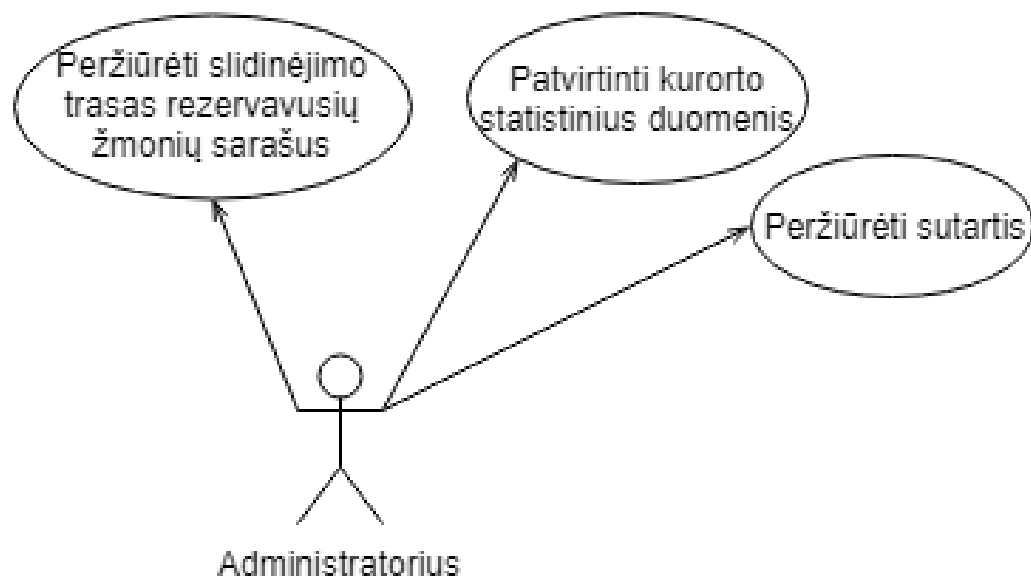 Peržiūrėti slidinėjimo
trasas rezervavusių
žmonių sarašus
Patvirtinti kurorto
statistinius duomenis
Peržiūrėti sutartis
Administratorius